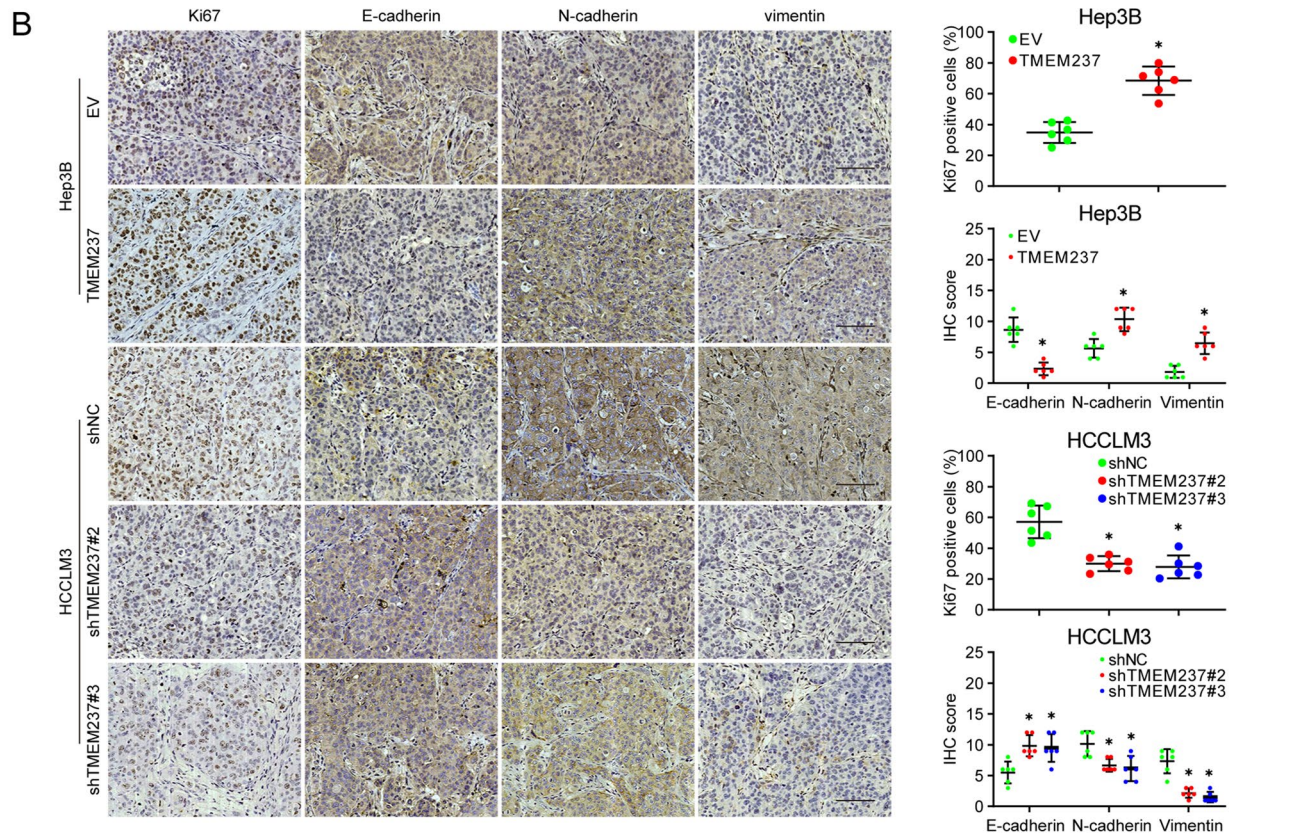 B
Ki67 E-cadherin N-cadherin vimentin
Hep3B
EV
TMEM237
HCCLM3
shNC
shTMEM237#2
shTMEM237#3
Hep3B
Ki67 positive cells (%)
100
80
60
40
20
0
EV
TMEM237
*
Hep3B
IHC score
25
20
15
10
5
0
EV
TMEM237
* * *
E-cadherin N-cadherin Vimentin
HCCLM3
Ki67 positive cells (%)
100
80
60
40
20
0
shNC
shTMEM237#2
shTMEM237#3
* *
HCCLM3
IHC score
25
20
15
10
5
0
shNC
shTMEM237#2
shTMEM237#3
* * * * * *
E-cadherin N-cadherin Vimentin